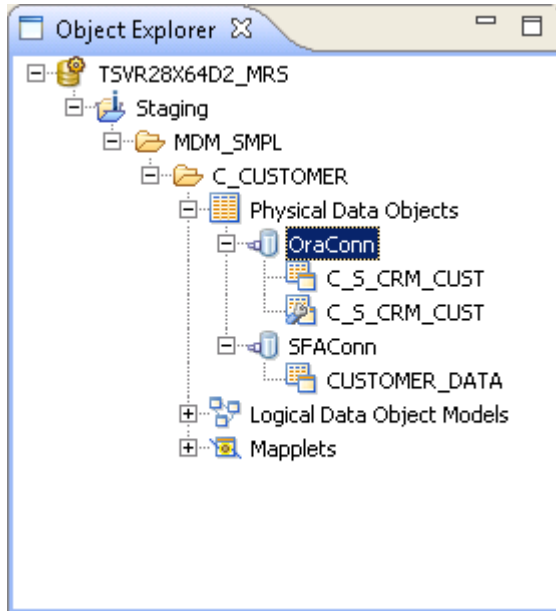 Object Explorer
TSVR28X64D2_MRS
Staging
MDM_SMPL
C_CUSTOMER
Physical Data Objects
OraConn
C_S_CRM_CUST
C_S_CRM_CUST
SFAConn
CUSTOMER_DATA
Logical Data Object Models
Mapplets